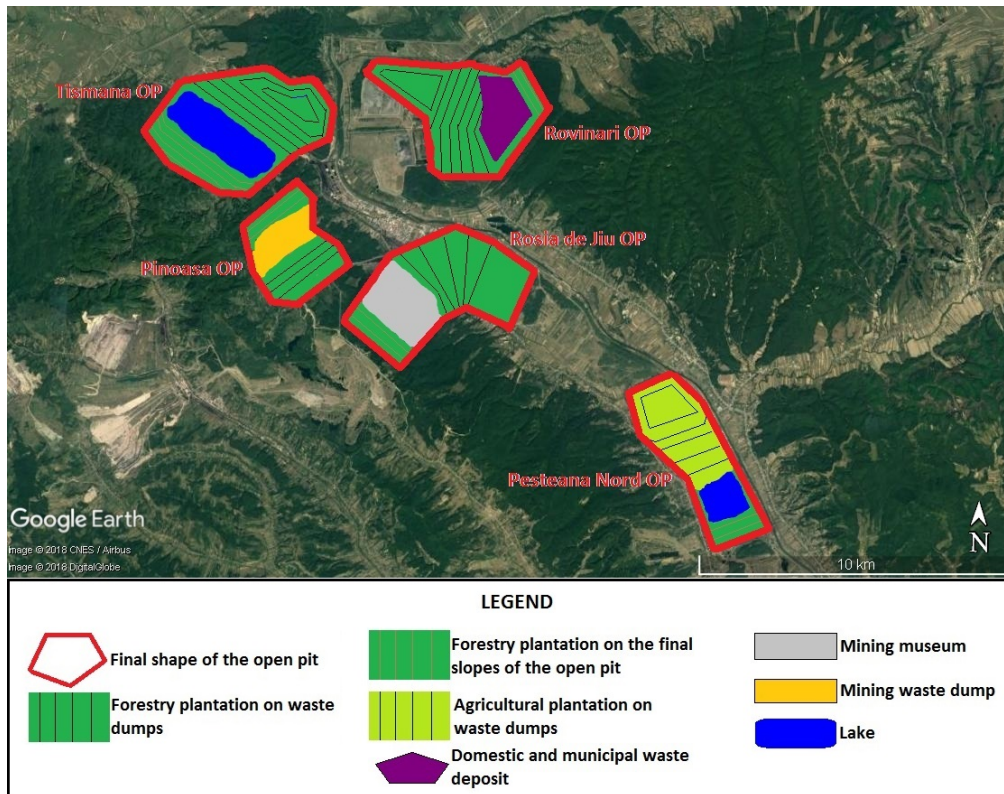 Tismana OP
Rovinari OP
Rosia de Jiu OP
Pinoasa OP
Pesteana Nord OP
Google Earth
Image © 2018 CNES / Airbus
Image © 2018 DigitalGlobe
N
10 km
LEGEND
Final shape of the open pit
Forestry plantation on waste
dumps
Forestry plantation on the final
slopes of the open pit
Agricultural plantation on
waste dumps
Domestic and municipal waste
deposit
Mining museum
Mining waste dump
Lake